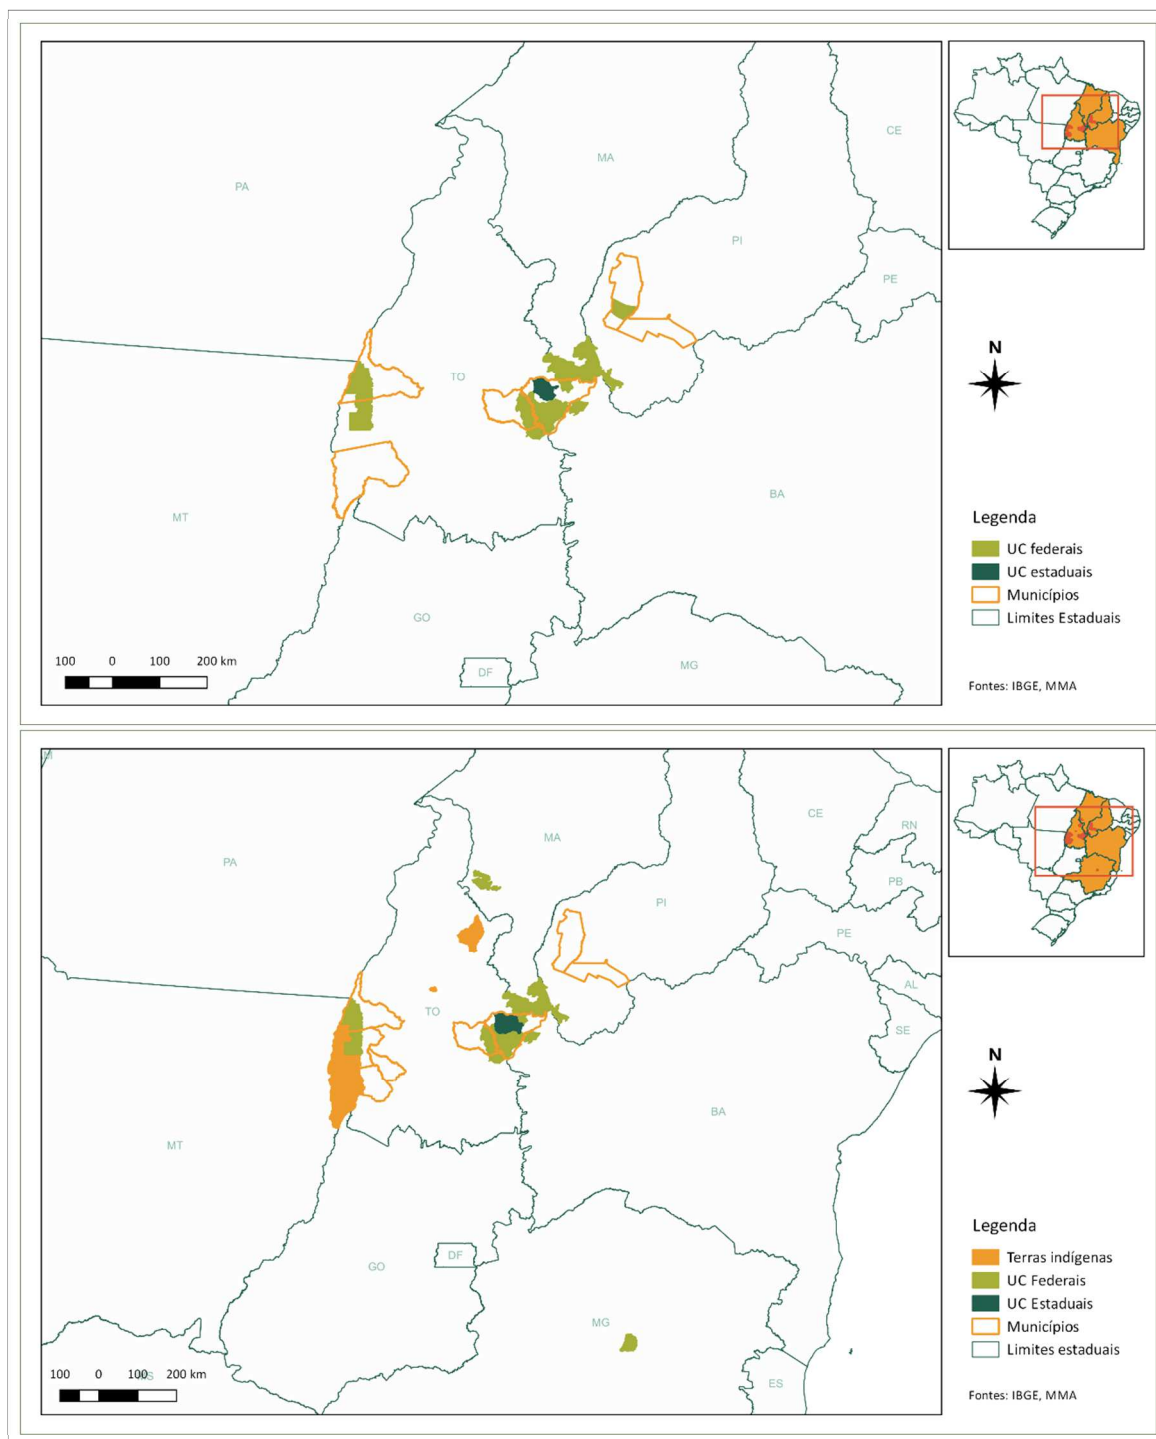 CE
MA
PA
PI
PE
N
TO
BA
MT
Legenda
UC federais
UC estaduais
Municípios
Limites Estaduais
GO
DF
MG
100 0 100 200 km
Fontes: IBGE, MMA
M
CE
RN
MA
PA
PB
PI
PE
AL
TO
SE
N
BA
MT
Legenda
Terras indígenas
UC Federais
UC Estaduais
Municípios
Limites estaduais
GO
DF
MG
ES
100 0 100 200 km
Fontes: IBGE, MMA